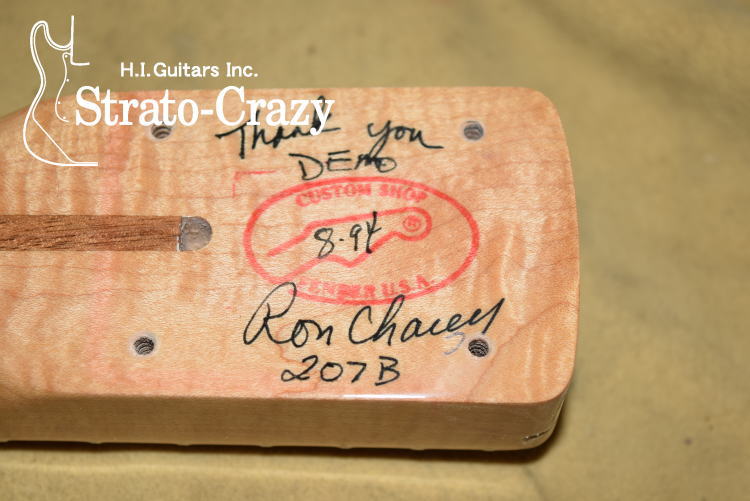 H.I.Guitars Inc.
Strato-Crazy
Thank you
DEMO
CUSTOM SHOP
R
8·94
FENDER U.S.A.
Ron Chacey
207B